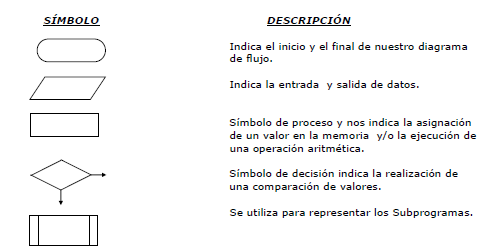 SÍMBOLO DESCRIPCIÓN
Indica el inicio y el final de nuestro diagrama
de flujo.
Indica la entrada y salida de datos.
Símbolo de proceso y nos indica la asignación
de un valor en la memoria y/o la ejecución de
una operación aritmética.
Símbolo de decisión indica la realización de
una comparación de valores.
Se utiliza para representar los Subprogramas.